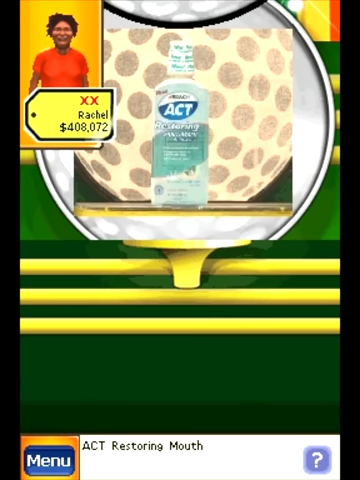 XX
Rachel
$408,072
ACT
Restoring
ACT Restoring Mouth
Menu
?